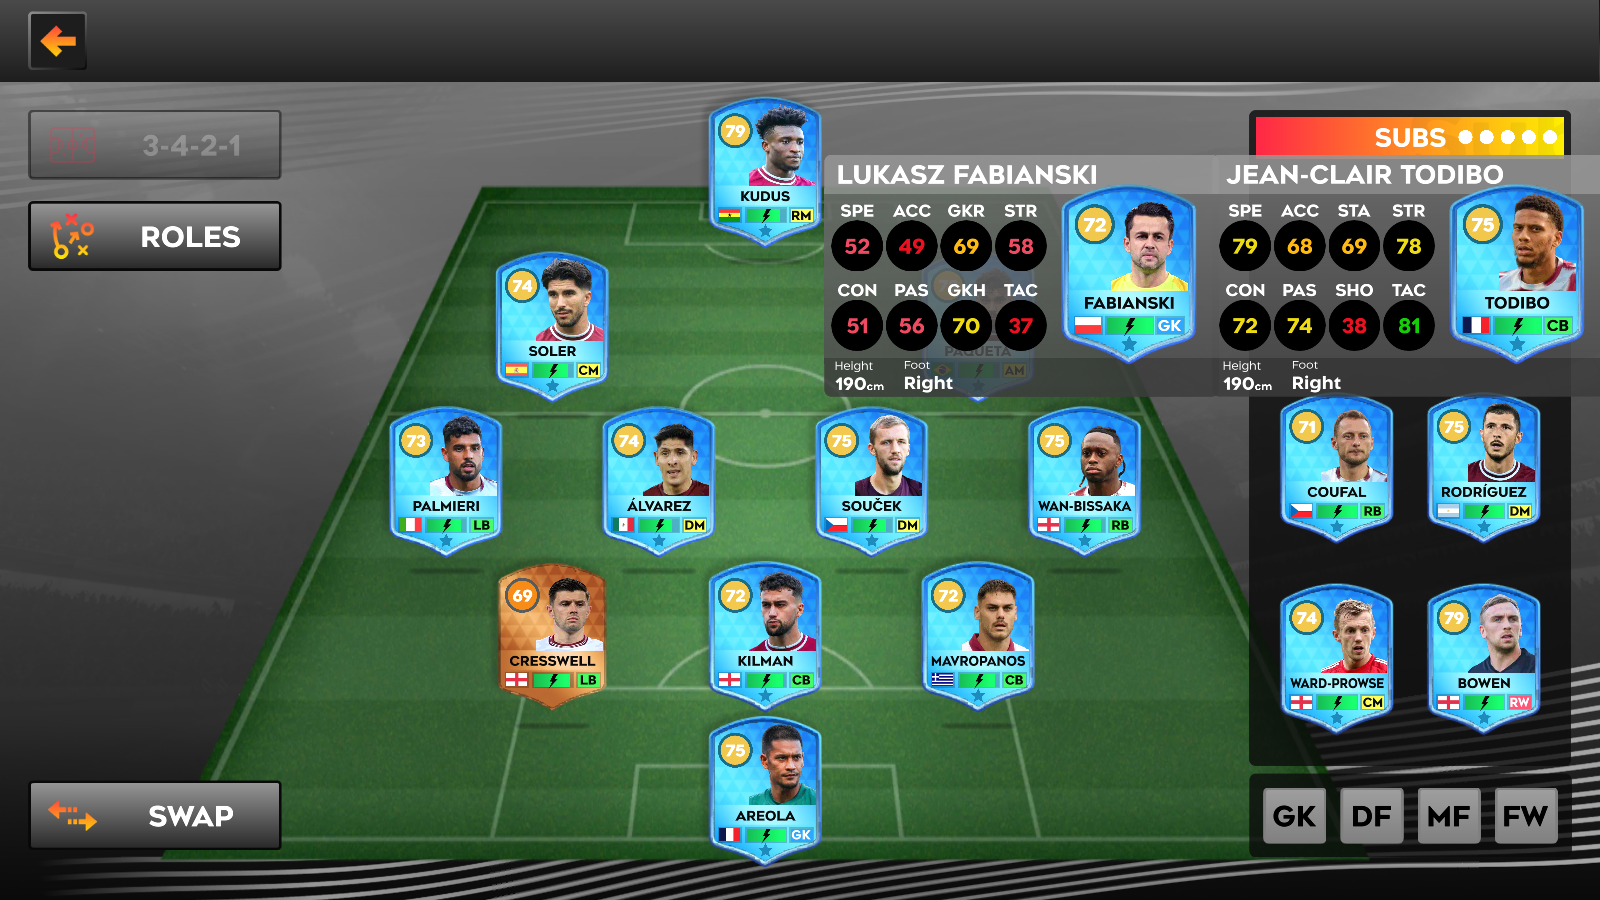 3-4-2-1
ROLES
SWAP
79
KUDUS
RM
74
SOLER
CM
PAQUETÁ
AM
73
PALMIERI
LB
74
ÁLVAREZ
DM
75
SOUČEK
DM
75
WAN-BISSAKA
RB
69
CRESSWELL
LB
72
KILMAN
CB
72
MAVROPANOS
CB
75
AREOLA
GK
SUBS
LUKASZ FABIANSKI
SPE ACC GKR STR
52 49 69 58
CON PAS GKH TAC
51 56 70 37
Height Foot
190cm Right
72
FABIANSKI
GK
JEAN-CLAIR TODIBO
SPE ACC STA STR
79 68 69 78
CON PAS SHO TAC
72 74 38 81
Height Foot
190cm Right
75
TODIBO
CB
71
COUFAL
RB
75
RODRÍGUEZ
DM
74
WARD-PROWSE
CM
79
BOWEN
RW
GK DF MF FW